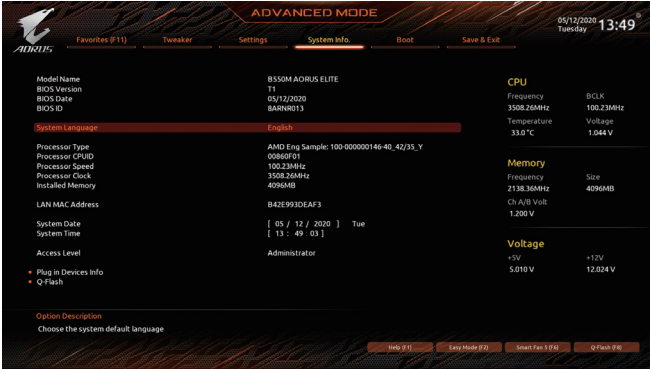 ADVANCED MODE
05/12/2020 Tuesday 13:49
AORUS
Favorites (F11) Tweaker Settings System Info. Boot Save & Exit
Model Name B550M AORUS ELITE
BIOS Version T1
BIOS Date 05/12/2020
BIOS ID 8ARNR013
System Language English
Processor Type AMD Eng Sample: 100-000000146-40_42/35_Y
Processor CPUID 00860F01
Processor Speed 100.23MHz
Processor Clock 3508.26MHz
Installed Memory 4096MB
LAN MAC Address B42E993DEAF3
System Date [ 05 / 12 / 2020 ] Tue
System Time [ 13 : 49 : 03 ]
Access Level Administrator
Plug in Devices Info
Q-Flash
CPU
Frequency BCLK
3508.26MHz 100.23MHz
Temperature Voltage
33.0 °C 1.044 V
Memory
Frequency Size
2138.36MHz 4096MB
Ch A/B Volt
1.200 V
Voltage
+5V +12V
5.010 V 12.024 V
Option Description
Choose the system default language
Help (F1) Easy Mode (F2) Smart Fan 5 (F6) Q-Flash (F8)